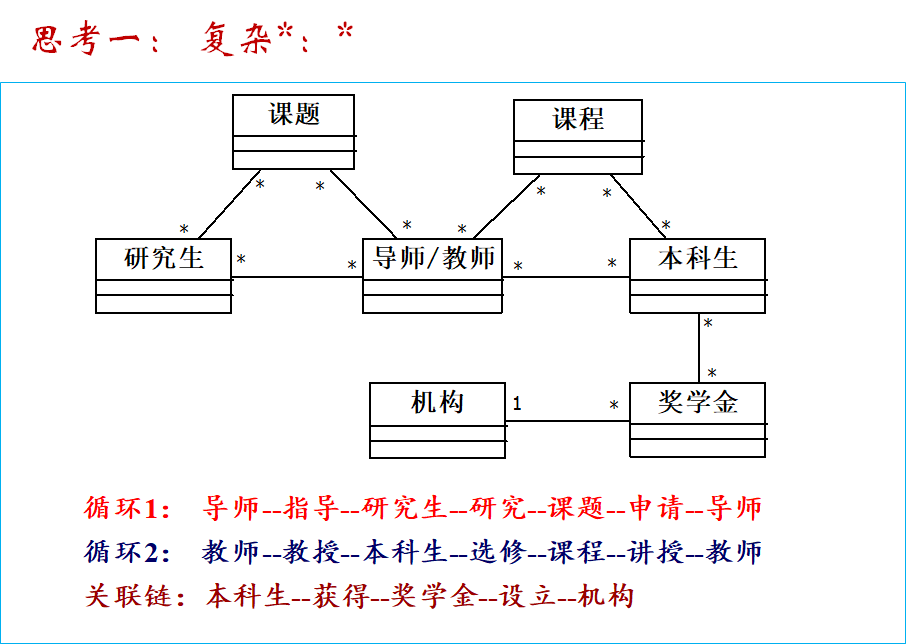 思考一： 复杂*：*
课题
课程
* * * *
* * * *
研究生
导师/教师
本科生
* * * *
*
*
机构
奖学金
1 *
循环1： 导师--指导--研究生--研究--课题--申请--导师
循环2： 教师--教授--本科生--选修--课程--讲授--教师
关联链：本科生--获得--奖学金--设立--机构